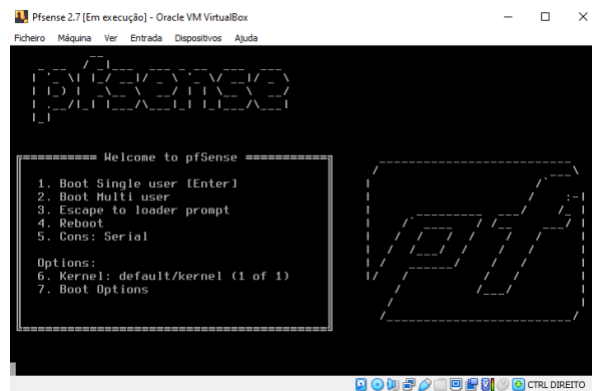 Pfsense 2.7 [Em execução] - Oracle VM VirtualBox
Ficheiro Máquina Ver Entrada Dispositivos Ajuda
pfsense
Welcome to pfSense
1. Boot Single user [Enter]
2. Boot Multi user
3. Escape to loader prompt
4. Reboot
5. Cons: Serial
Options:
6. Kernel: default/kernel (1 of 1)
7. Boot Options
pf
CTRL DIREITO